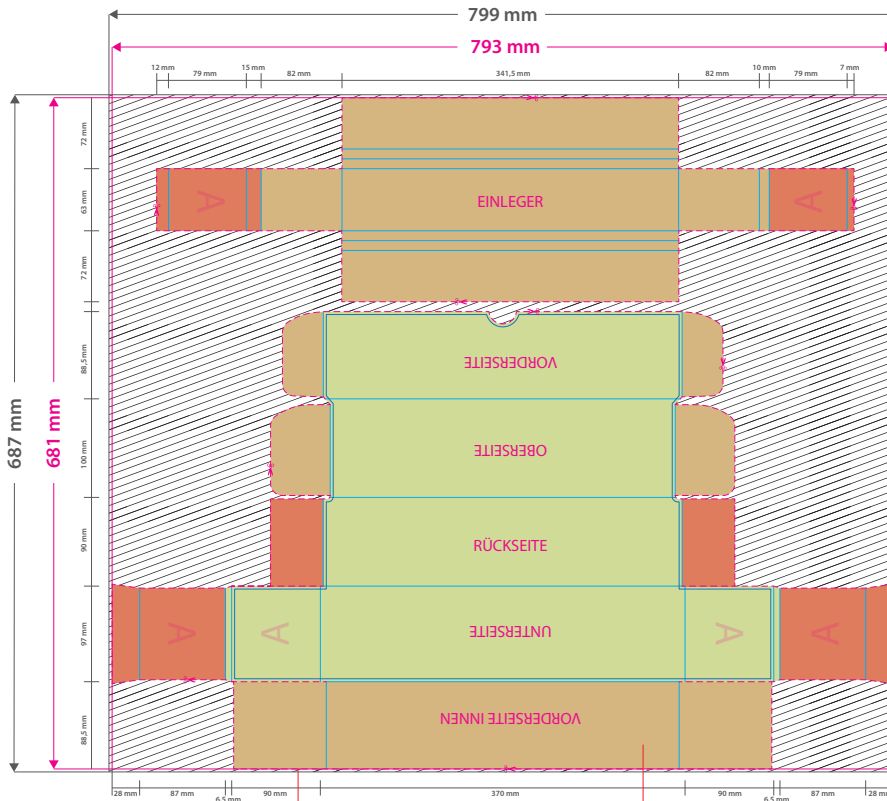 799 mm
793 mm
12 mm 79 mm 15 mm 82 mm 341,5 mm 82 mm 10 mm 79 mm 7 mm
687 mm
681 mm
72 mm
63 mm
72 mm
88,5mm
100 mm
90 mm
97 mm
88,5 mm
A EINLEGER A
VORDERSEITE
OBERSEITE
RÜCKSEITE
A A UNTERSEITE A A
VORDERSEITE INNEN
28 mm 87 mm 6,5 mm 90 mm 370 mm 90 mm 6,5 mm 87 mm 28 mm